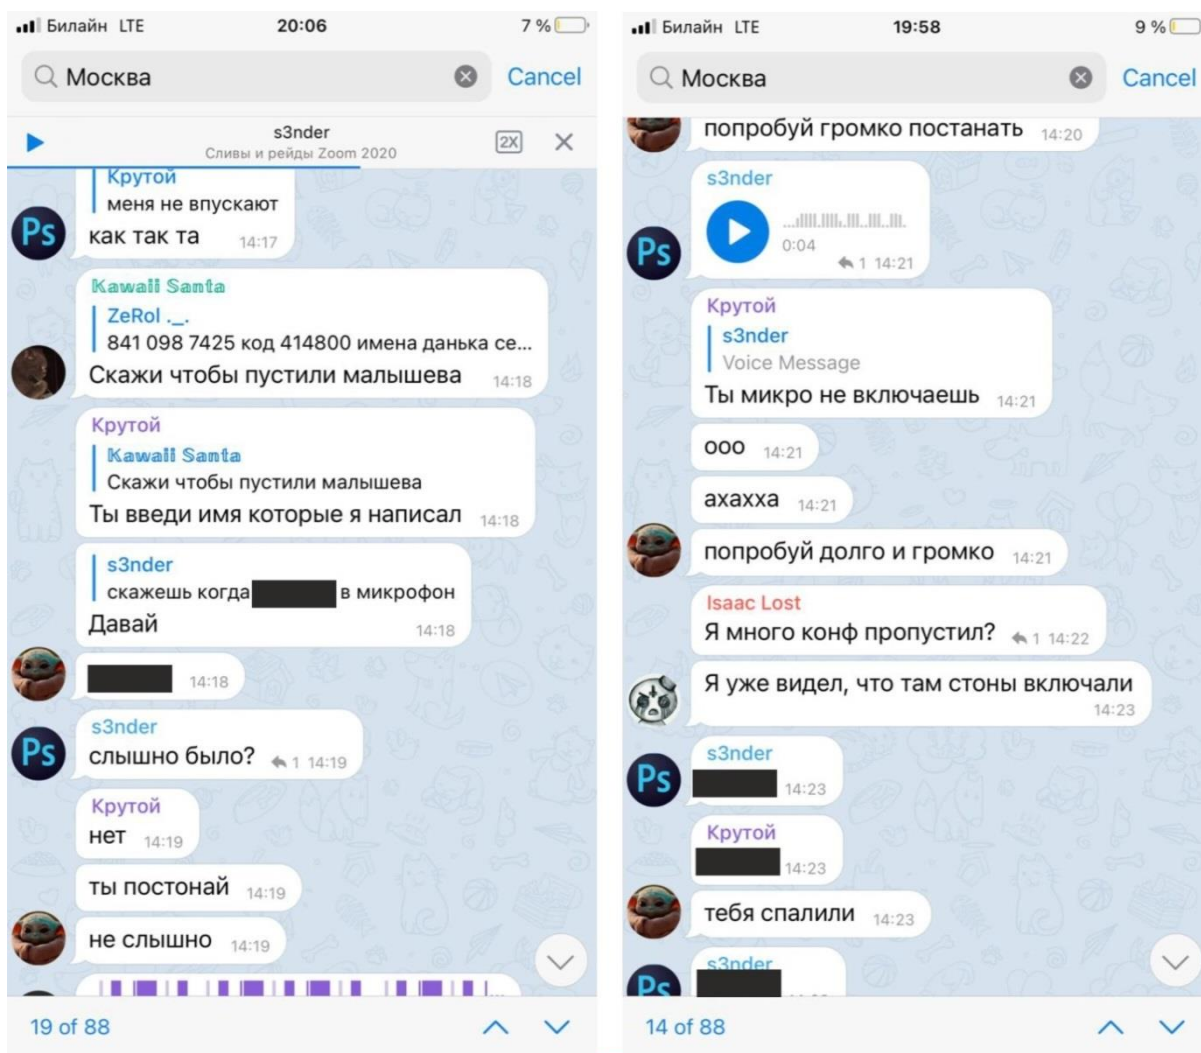 Билайн LTE 20:06 7 %
Москва Cancel
s3nder
Сливы и рейды Zoom 2020
2X
Крутой
меня не впускают
как так та 14:17
Ps
Kawaii Santa
ZeRol ._.
841 098 7425 код 414800 имена данька се...
Скажи чтобы пустили малышева 14:18
Крутой
Kawaii Santa
Скажи чтобы пустили малышева
Ты введи имя которые я написал 14:18
s3nder
скажешь когда в микрофон
Давай 14:18
14:18
s3nder
Ps
слышно было? 1 14:19
Крутой
нет 14:19
ты постонай 14:19
не слышно 14:19
19 of 88
Билайн LTE 19:58 9 %
Москва Cancel
попробуй громко постанать 14:20
s3nder
0:04
1 14:21
Ps
Крутой
s3nder
Voice Message
Ты микро не включаешь 14:21
ооо 14:21
ахахха 14:21
попробуй долго и громко 14:21
Isaac Lost
Я много конф пропустил? 1 14:22
Я уже видел, что там стоны включали
14:23
s3nder
Ps
14:23
Крутой
14:23
тебя спалили 14:23
s3nder
Ps
14 of 88